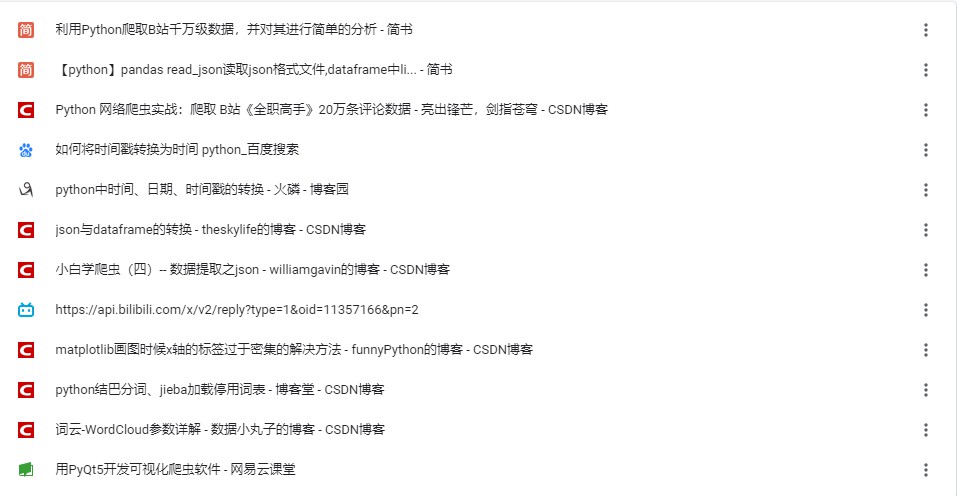 利用Python爬取B站千万级数据，并对其进行简单的分析 - 简书
【python】pandas read_json读取json格式文件,dataframe中li... - 简书
Python 网络爬虫实战：爬取 B站《全职高手》20万条评论数据 - 亮出锋芒，剑指苍穹 - CSDN博客
如何将时间戳转换为时间 python_百度搜索
python中时间、日期、时间戳的转换 - 火磷 - 博客园
json与dataframe的转换 - theskylife的博客 - CSDN博客
小白学爬虫（四）-- 数据提取之json - williamgavin的博客 - CSDN博客
https://api.bilibili.com/x/v2/reply?type=1&oid=11357166&pn=2
matplotlib画图时候x轴的标签过于密集的解决方法 - funnyPython的博客 - CSDN博客
python结巴分词、jieba加载停用词表 - 博客堂 - CSDN博客
词云-WordCloud参数详解 - 数据小丸子的博客 - CSDN博客
用PyQt5开发可视化爬虫软件 - 网易云课堂